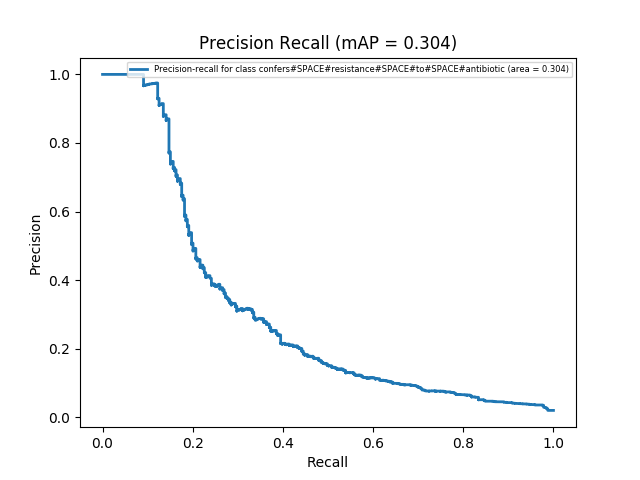 Precision Recall (mAP = 0.304)
Precision-recall for class confers#SPACE#resistance#SPACE#to#SPACE#antibiotic (area = 0.304)
1.0
0.8
0.6
0.4
0.2
0.0
Precision
0.0 0.2 0.4 0.6 0.8 1.0
Recall